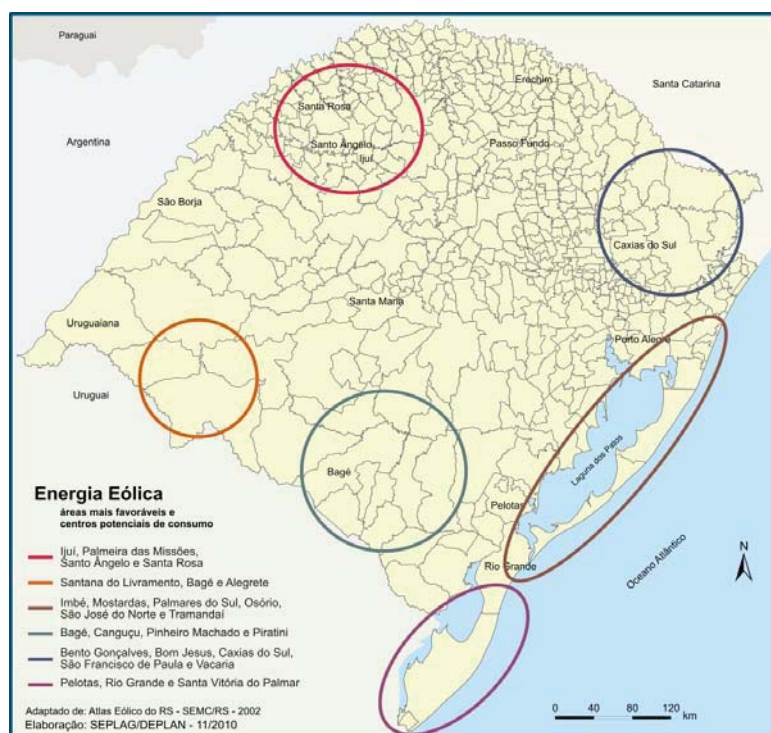 Paraguai
Santa Catarina
Argentina
Erechim
Santa Rosa
Santo Ângelo
Ijuí
Passo Fundo
São Borja
Caxias do Sul
Santa Maria
Uruguaiana
Porto Alegre
Uruguai
Bagé
Laguna dos Patos
Pelotas
Rio Grande
Oceano Atlântico
N
Energia Eólica
áreas mais favoráveis e
centros potenciais de consumo
Ijuí, Palmeira das Missões,
Santo Ângelo e Santa Rosa
Santana do Livramento, Bagé e Alegrete
Imbé, Mostardas, Palmares do Sul, Osório,
São José do Norte e Tramandaí
Bagé, Canguçu, Pinheiro Machado e Piratini
Bento Gonçalves, Bom Jesus, Caxias do Sul,
São Francisco de Paula e Vacaria
Pelotas, Rio Grande e Santa Vitória do Palmar
Adaptado de: Atlas Eólico do RS - SEMC/RS - 2002
Elaboração: SEPLAG/DEPLAN - 11/2010
0 40 80 120
km